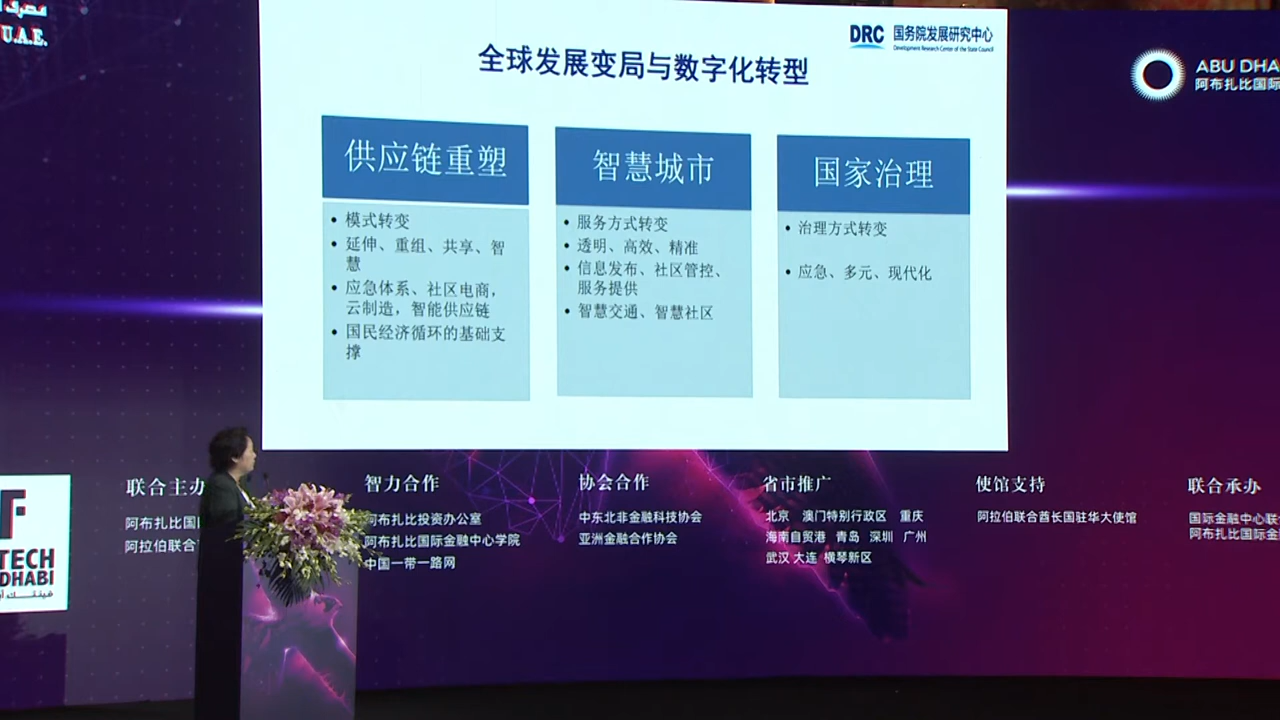 مصرف
U.A.E.
DRC 国务院发展研究中心
Development Research Center of the State Council
全球发展变局与数字化转型
ABU DHA
阿布扎比国际
供应链重塑
• 模式转变
• 延伸、重组、共享、智
慧
• 应急体系、社区电商，
云制造，智能供应链
• 国民经济循环的基础支
撑
智慧城市
• 服务方式转变
• 透明、高效、精准
• 信息发布、社区管控、
服务提供
• 智慧交通、智慧社区
国家治理
• 治理方式转变
• 应急、多元、现代化
TECH
DHABI
联合主办
阿布扎比国
阿拉伯联合
智力合作
阿布扎比投资办公室
阿布扎比国际金融中心学院
中国一带一路网
协会合作
中东北非金融科技协会
亚洲金融合作协会
省市推广
北京 澳门特别行政区 重庆
海南自贸港 青岛 深圳 广州
武汉 大连 横琴新区
使馆支持
阿拉伯联合酋长国驻华大使馆
联合承办
国际金融中心联
阿布扎比国际金